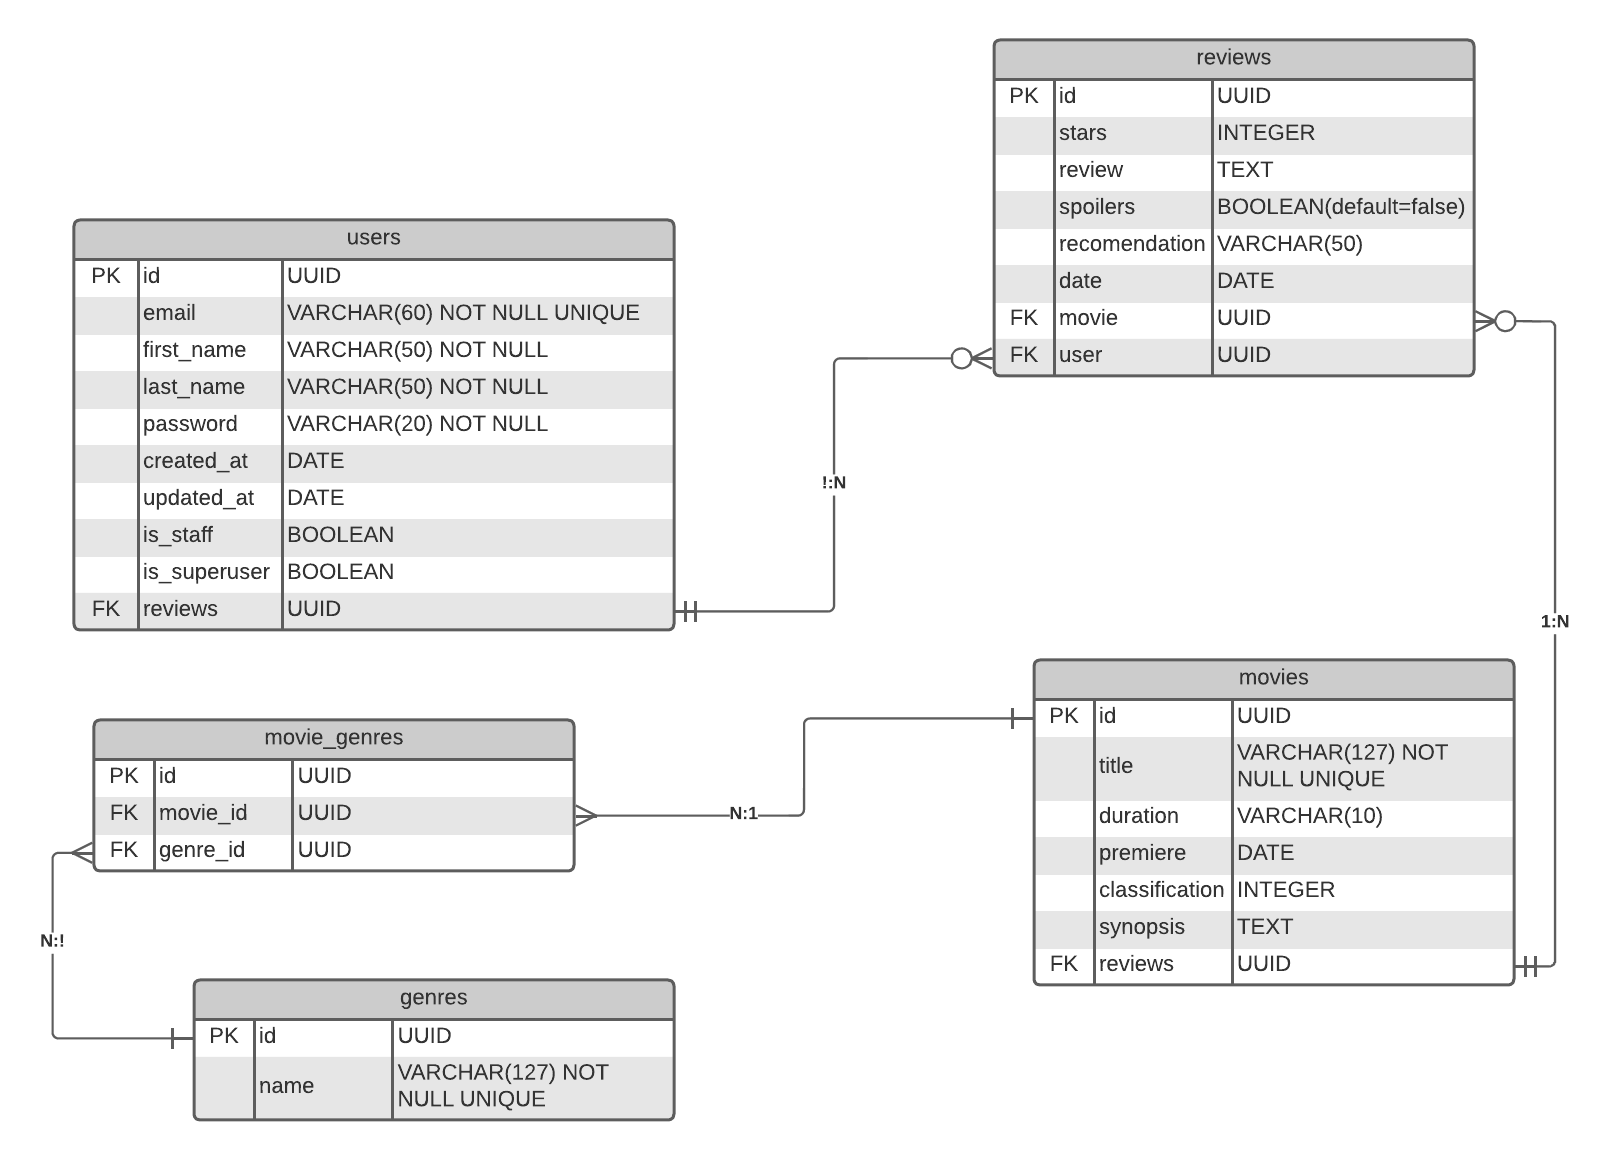 reviews
PK id UUID
stars INTEGER
review TEXT
spoilers BOOLEAN(default=false)
recomendation VARCHAR(50)
date DATE
FK movie UUID
FK user UUID
users
PK id UUID
email VARCHAR(60) NOT NULL UNIQUE
first_name VARCHAR(50) NOT NULL
last_name VARCHAR(50) NOT NULL
password VARCHAR(20) NOT NULL
created_at DATE
updated_at DATE
is_staff BOOLEAN
is_superuser BOOLEAN
FK reviews UUID
!:N
1:N
movies
PK id UUID
title VARCHAR(127) NOT
NULL UNIQUE
duration VARCHAR(10)
premiere DATE
classification INTEGER
synopsis TEXT
FK reviews UUID
movie_genres
PK id UUID
FK movie_id UUID
FK genre_id UUID
N:1
N:!
genres
PK id UUID
name VARCHAR(127) NOT
NULL UNIQUE